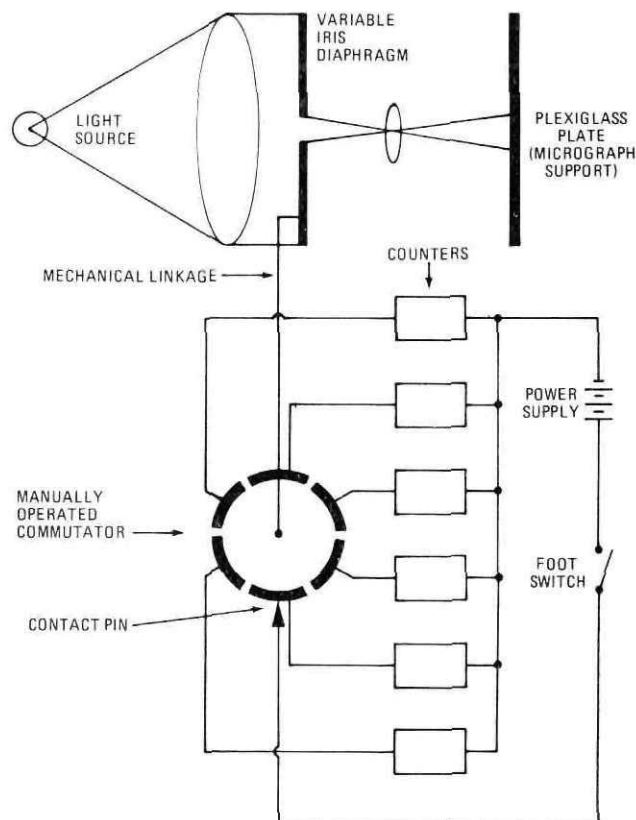 VARIABLE
IRIS
DIAPHRAGM
LIGHT
SOURCE
PLEXIGLASS
PLATE
(MICROGRAPH
SUPPORT)
MECHANICAL LINKAGE
COUNTERS
POWER
SUPPLY
MANUALLY
OPERATED
COMMUTATOR
FOOT
SWITCH
CONTACT PIN